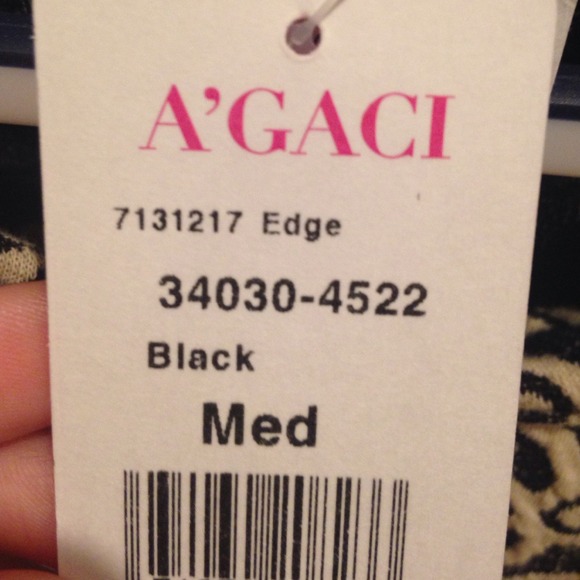 A'GACI
7131217 Edge
34030-4522
Black
Med